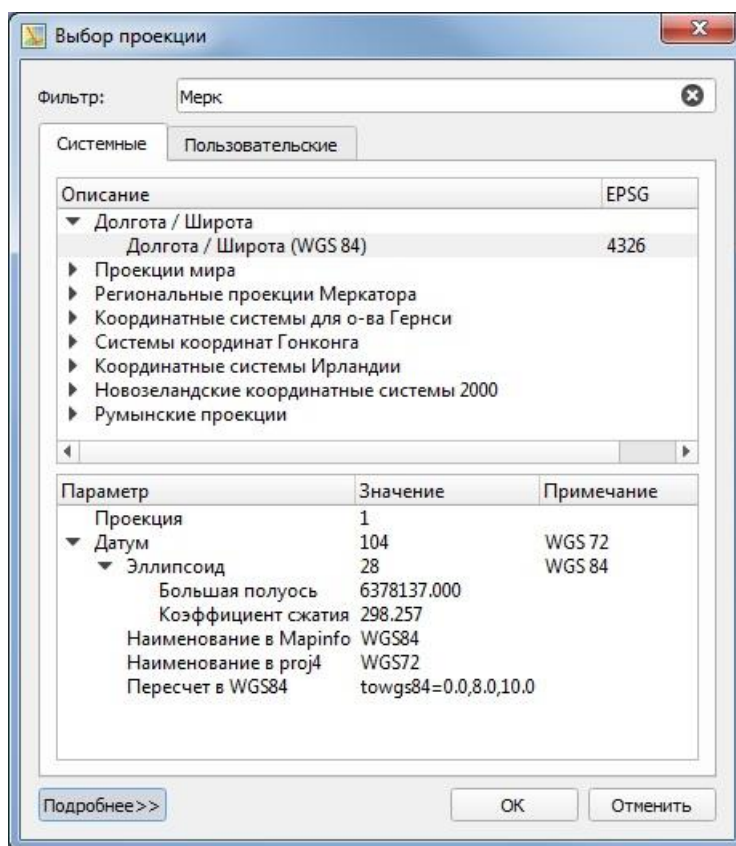 Выбор проекции
Фильтр: Мерк
Системные Пользовательские
Описание EPSG
Долгота / Широта
Долгота / Широта (WGS 84) 4326
Проекции мира
Региональные проекции Меркатора
Координатные системы для о-ва Гернси
Системы координат Гонконга
Координатные системы Ирландии
Новозеландские координатные системы 2000
Румынские проекции
Параметр Значение Примечание
Проекция 1
Датум 104 WGS 72
Эллипсоид 28 WGS 84
Большая полуось 6378137.000
Коэффициент сжатия 298.257
Наименование в Mapinfo WGS84
Наименование в proj4 WGS72
Пересчет в WGS84 towgs84=0.0,8.0,10.0
Подробнее>> ОК Отменить